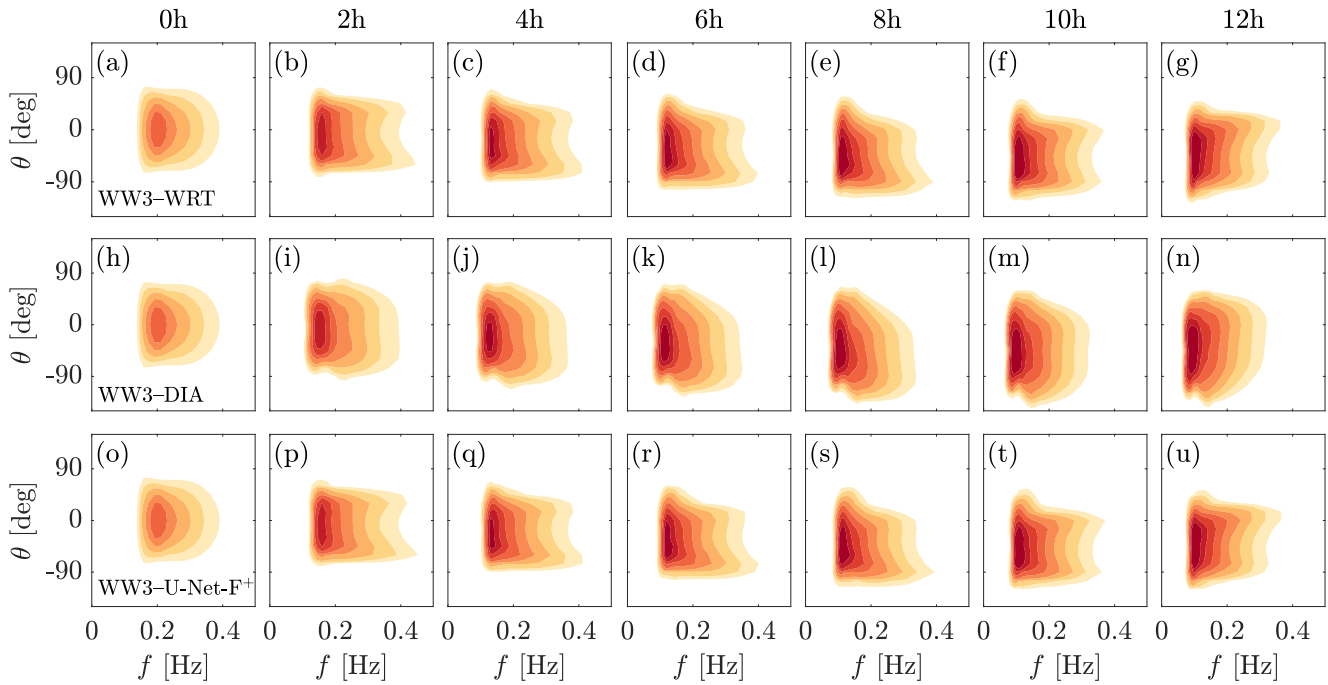 0h 2h 4h 6h 8h 10h 12h
(a) (b) (c) (d) (e) (f) (g)
90
0
-90
θ [deg]
WW3–WRT
(h) (i) (j) (k) (l) (m) (n)
90
0
-90
θ [deg]
WW3–DIA
(o) (p) (q) (r) (s) (t) (u)
90
0
-90
θ [deg]
WW3–U-Net-F⁺
0 0.2 0.4 0 0.2 0.4 0 0.2 0.4 0 0.2 0.4 0 0.2 0.4 0 0.2 0.4 0 0.2 0.4
f [Hz] f [Hz] f [Hz] f [Hz] f [Hz] f [Hz] f [Hz]